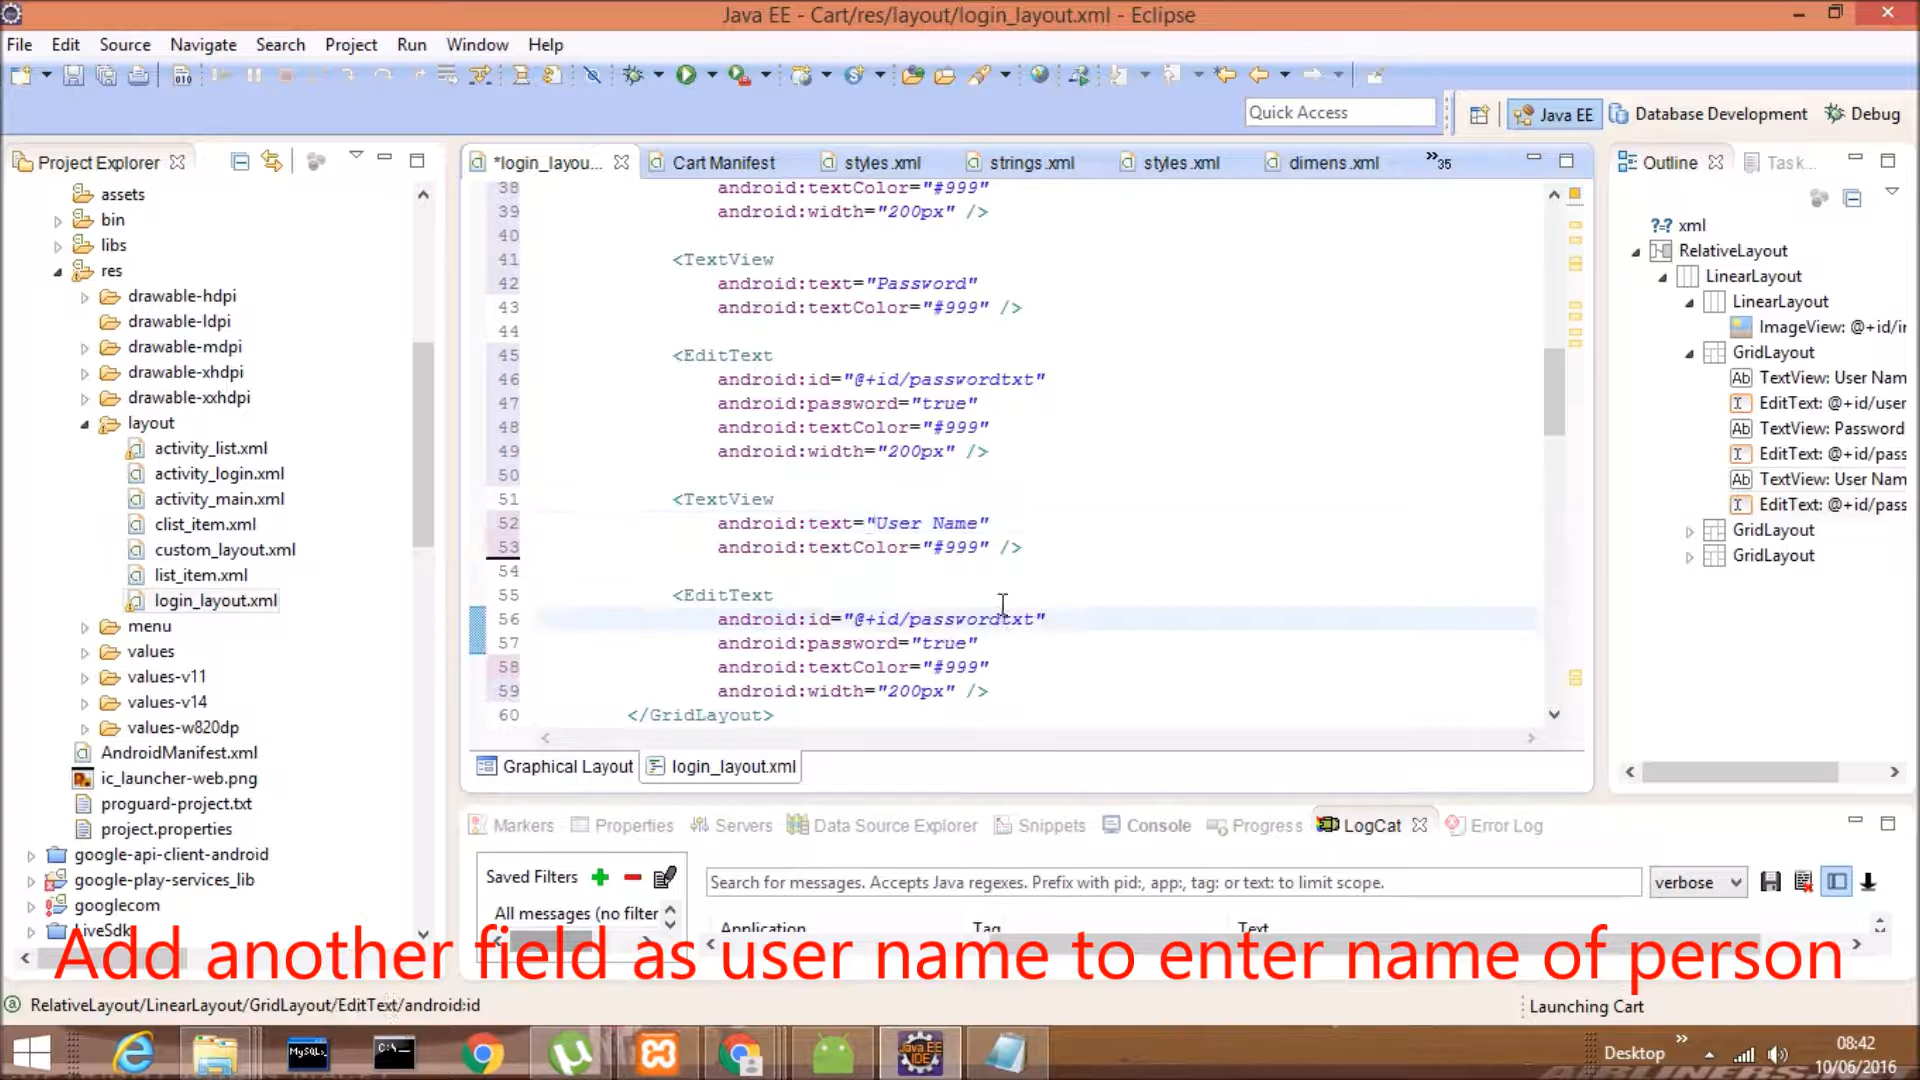 Java EE - Cart/res/layout/login_layout.xml - Eclipse
File Edit Source Navigate Search Project Run Window Help
Quick Access
Java EE
Database Development
Debug
Project Explorer
assets
bin
libs
res
drawable-hdpi
drawable-ldpi
drawable-mdpi
drawable-xhdpi
drawable-xxhdpi
layout
activity_list.xml
activity_login.xml
activity_main.xml
clist_item.xml
custom_layout.xml
list_item.xml
login_layout.xml
menu
values
values-v11
values-v14
values-w820dp
AndroidManifest.xml
ic_launcher-web.png
proguard-project.txt
project.properties
google-api-client-android
google-play-services_lib
googlecom
LiveSdk
*login_layou... Cart Manifest styles.xml strings.xml styles.xml dimens.xml »35
38 android:textColor="#999"
39 android:width="200px" />
40
41 <TextView
42 android:text="Password"
43 android:textColor="#999" />
44
45 <EditText
46 android:id="@+id/passwordtxt"
47 android:password="true"
48 android:textColor="#999"
49 android:width="200px" />
50
51 <TextView
52 android:text="User Name"
53 android:textColor="#999" />
54
55 <EditText
56 android:id="@+id/passwordtxt"
57 android:password="true"
58 android:textColor="#999"
59 android:width="200px" />
60 </GridLayout>
Graphical Layout login_layout.xml
Outline Task...
xml
RelativeLayout
LinearLayout
LinearLayout
ImageView: @+id/ir
GridLayout
Ab TextView: User Nam
EditText: @+id/user
Ab TextView: Password
EditText: @+id/pass
Ab TextView: User Nam
EditText: @+id/pass
GridLayout
GridLayout
Markers Properties Servers Data Source Explorer Snippets Console Progress LogCat Error Log
Saved Filters
All messages (no filter
Search for messages. Accepts Java regexes. Prefix with pid:, app:, tag: or text: to limit scope.
verbose
Application Tag Text
Add another field as user name to enter name of person
RelativeLayout/LinearLayout/GridLayout/EditText/android:id
Launching Cart
MySQL
C:\
Java EE
IDE
Desktop
08:42
10/06/2016